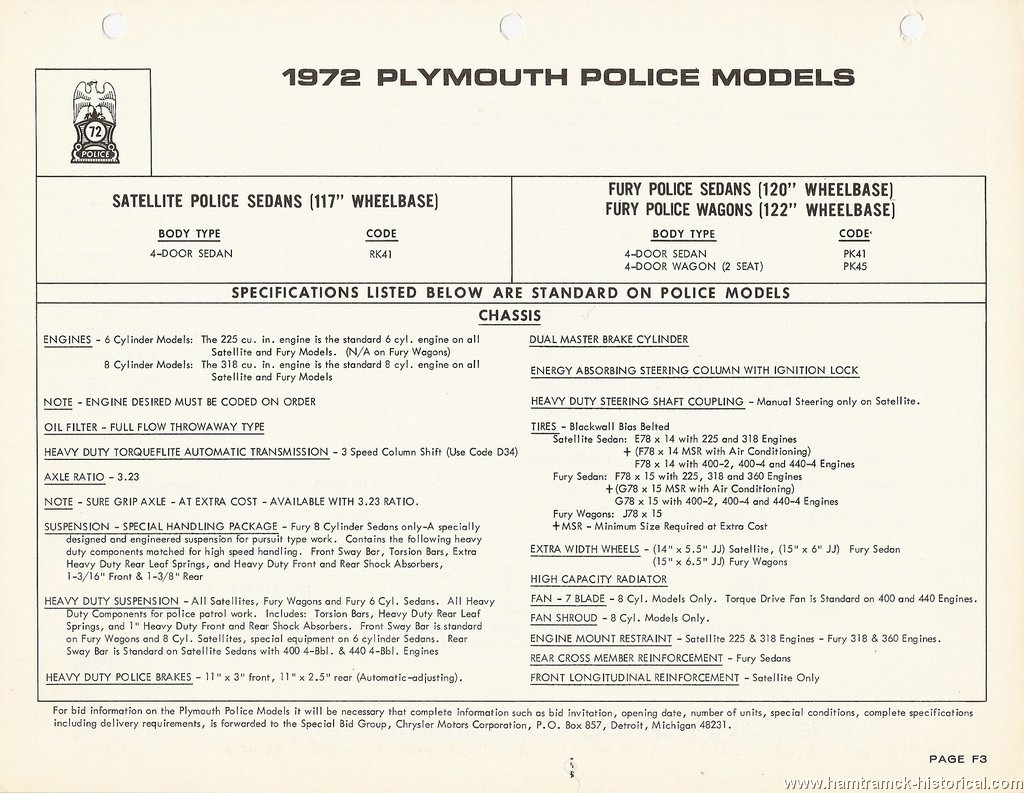 1972 PLYMOUTH POLICE MODELS
72
POLICE
SATELLITE POLICE SEDANS (117" WHEELBASE)
BODY TYPE CODE
4-DOOR SEDAN RK41
FURY POLICE SEDANS (120" WHEELBASE)
FURY POLICE WAGONS (122" WHEELBASE)
BODY TYPE CODE
4-DOOR SEDAN PK41
4-DOOR WAGON (2 SEAT) PK45
SPECIFICATIONS LISTED BELOW ARE STANDARD ON POLICE MODELS
CHASSIS
ENGINES - 6 Cylinder Models: The 225 cu. in. engine is the standard 6 cyl. engine on all
Satellite and Fury Models. (N/A on Fury Wagons)
8 Cylinder Models: The 318 cu. in. engine is the standard 8 cyl. engine on all
Satellite and Fury Models
NOTE - ENGINE DESIRED MUST BE CODED ON ORDER
OIL FILTER - FULL FLOW THROWAWAY TYPE
HEAVY DUTY TORQUEFLITE AUTOMATIC TRANSMISSION - 3 Speed Column Shift (Use Code D34)
AXLE RATIO - 3.23
NOTE - SURE GRIP AXLE - AT EXTRA COST - AVAILABLE WITH 3.23 RATIO.
SUSPENSION - SPECIAL HANDLING PACKAGE - Fury 8 Cylinder Sedans only-A specially
designed and engineered suspension for pursuit type work. Contains the following heavy
duty components matched for high speed handling. Front Sway Bar, Torsion Bars, Extra
Heavy Duty Rear Leaf Springs, and Heavy Duty Front and Rear Shock Absorbers,
1-3/16" Front & 1-3/8" Rear
HEAVY DUTY SUSPENSION - All Satellites, Fury Wagons and Fury 6 Cyl. Sedans. All Heavy
Duty Components for police patrol work. Includes: Torsion Bars, Heavy Duty Rear Leaf
Springs, and 1" Heavy Duty Front and Rear Shock Absorbers. Front Sway Bar is standard
on Fury Wagons and 8 Cyl. Satellites, special equipment on 6 cylinder Sedans. Rear
Sway Bar is Standard on Satellite Sedans with 400 4-Bbl. & 440 4-Bbl. Engines
HEAVY DUTY POLICE BRAKES - 11" x 3" front, 11" x 2.5" rear (Automatic-adjusting).
DUAL MASTER BRAKE CYLINDER
ENERGY ABSORBING STEERING COLUMN WITH IGNITION LOCK
HEAVY DUTY STEERING SHAFT COUPLING - Manual Steering only on Satellite.
TIRES - Blackwall Bias Belted
Satellite Sedan: E78 x 14 with 225 and 318 Engines
+ (F78 x 14 MSR with Air Conditioning)
F78 x 14 with 400-2, 400-4 and 440-4 Engines
Fury Sedan: F78 x 15 with 225, 318 and 360 Engines
+ (G78 x 15 MSR with Air Conditioning)
G78 x 15 with 400-2, 400-4 and 440-4 Engines
Fury Wagons: J78 x 15
+ MSR - Minimum Size Required at Extra Cost
EXTRA WIDTH WHEELS - (14" x 5.5" JJ) Satellite, (15" x 6" JJ) Fury Sedan
(15" x 6.5" JJ) Fury Wagons
HIGH CAPACITY RADIATOR
FAN - 7 BLADE - 8 Cyl. Models Only. Torque Drive Fan is Standard on 400 and 440 Engines.
FAN SHROUD - 8 Cyl. Models Only.
ENGINE MOUNT RESTRAINT - Satellite 225 & 318 Engines - Fury 318 & 360 Engines.
REAR CROSS MEMBER REINFORCEMENT - Fury Sedans
FRONT LONGITUDINAL REINFORCEMENT - Satellite Only
For bid information on the Plymouth Police Models it will be necessary that complete information such as bid invitation, opening date, number of units, special conditions, complete specifications
including delivery requirements, is forwarded to the Special Bid Group, Chrysler Motors Corporation, P.O. Box 857, Detroit, Michigan 48231.
PAGE F3
www.hamtramck-historical.com